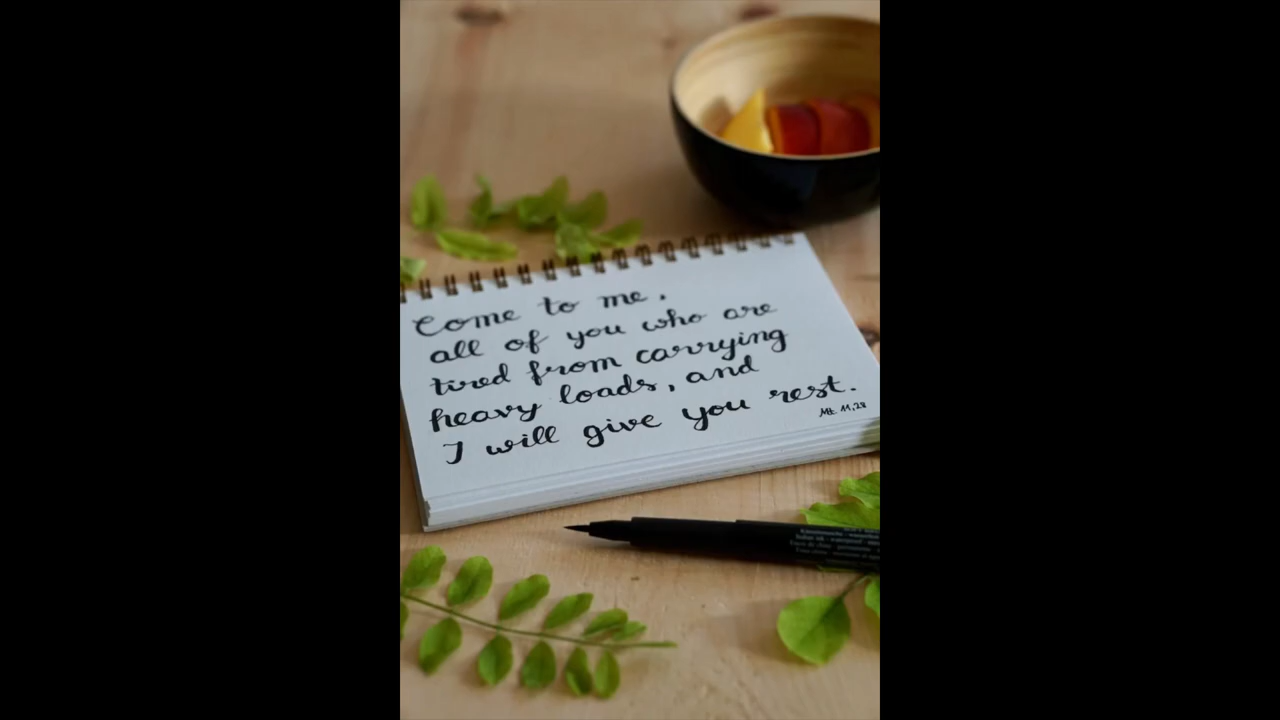 Come to me,
all of you who are
tired from carrying
heavy loads, and
I will give you rest.
Mt. 11,28